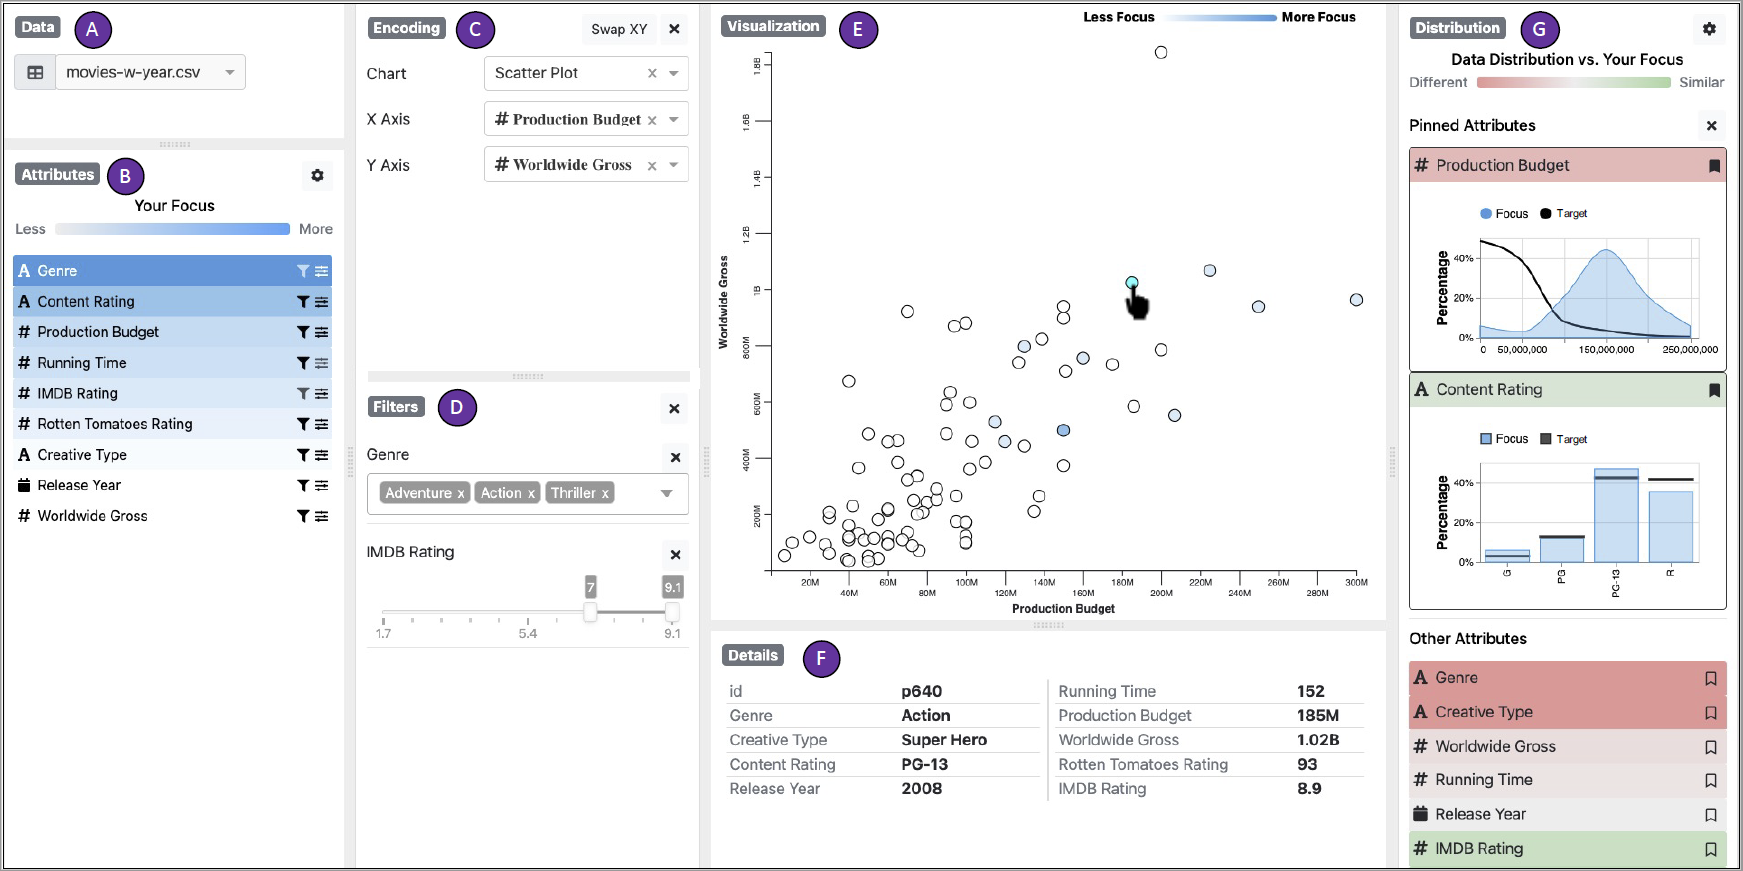 Data A
movies-w-year.csv
Attributes B
Your Focus
Less More
A Genre
A Content Rating
# Production Budget
# Running Time
# IMDB Rating
# Rotten Tomatoes Rating
A Creative Type
Release Year
# Worldwide Gross
Encoding C Swap XY
Chart Scatter Plot x
X Axis # Production Budget x
Y Axis # Worldwide Gross x
Filters D
Genre
Adventure x Action x Thriller x
IMDB Rating
7 9.1
1.7 5.4 9.1
Visualization E
Less Focus More Focus
1.8B
1.6B
1.4B
1.2B
1B
800M
600M
400M
200M
Worldwide Gross
20M 60M 100M 140M 180M 220M 260M 300M
40M 80M 120M 160M 200M 240M 280M
Production Budget
Details F
id p640
Genre Action
Creative Type Super Hero
Content Rating PG-13
Release Year 2008
Running Time 152
Production Budget 185M
Worldwide Gross 1.02B
Rotten Tomatoes Rating 93
IMDB Rating 8.9
Distribution G
Data Distribution vs. Your Focus
Different Similar
Pinned Attributes
# Production Budget
Focus Target
Percentage
40%
20%
0%
0 50,000,000 150,000,000 250,000,000
A Content Rating
Focus Target
Percentage
40%
20%
0%
G PG PG-13 R
Other Attributes
A Genre
A Creative Type
# Worldwide Gross
# Running Time
Release Year
# IMDB Rating